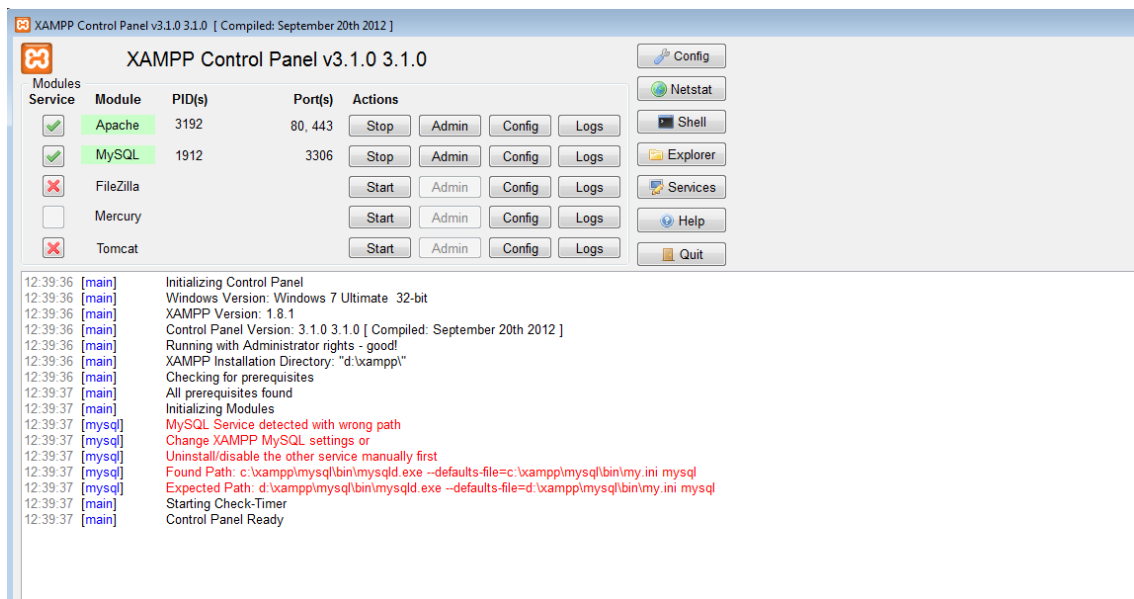 XAMPP Control Panel v3.1.0 3.1.0 [ Compiled: September 20th 2012 ]
XAMPP Control Panel v3.1.0 3.1.0
Config
Modules
Service Module PID(s) Port(s) Actions
Netstat
Apache 3192 80, 443 Stop Admin Config Logs
Shell
MySQL 1912 3306 Stop Admin Config Logs
Explorer
FileZilla Start Admin Config Logs
Services
Mercury Start Admin Config Logs
Help
Tomcat Start Admin Config Logs
Quit
12:39:36 [main] Initializing Control Panel
12:39:36 [main] Windows Version: Windows 7 Ultimate 32-bit
12:39:36 [main] XAMPP Version: 1.8.1
12:39:36 [main] Control Panel Version: 3.1.0 3.1.0 [ Compiled: September 20th 2012 ]
12:39:36 [main] Running with Administrator rights - good!
12:39:36 [main] XAMPP Installation Directory: "d:\xampp\"
12:39:36 [main] Checking for prerequisites
12:39:37 [main] All prerequisites found
12:39:37 [main] Initializing Modules
12:39:37 [mysql] MySQL Service detected with wrong path
12:39:37 [mysql] Change XAMPP MySQL settings or
12:39:37 [mysql] Uninstall/disable the other service manually first
12:39:37 [mysql] Found Path: c:\xampp\mysql\bin\mysqld.exe --defaults-file=c:\xampp\mysql\bin\my.ini mysql
12:39:37 [mysql] Expected Path: d:\xampp\mysql\bin\mysqld.exe --defaults-file=d:\xampp\mysql\bin\my.ini mysql
12:39:37 [main] Starting Check-Timer
12:39:37 [main] Control Panel Ready